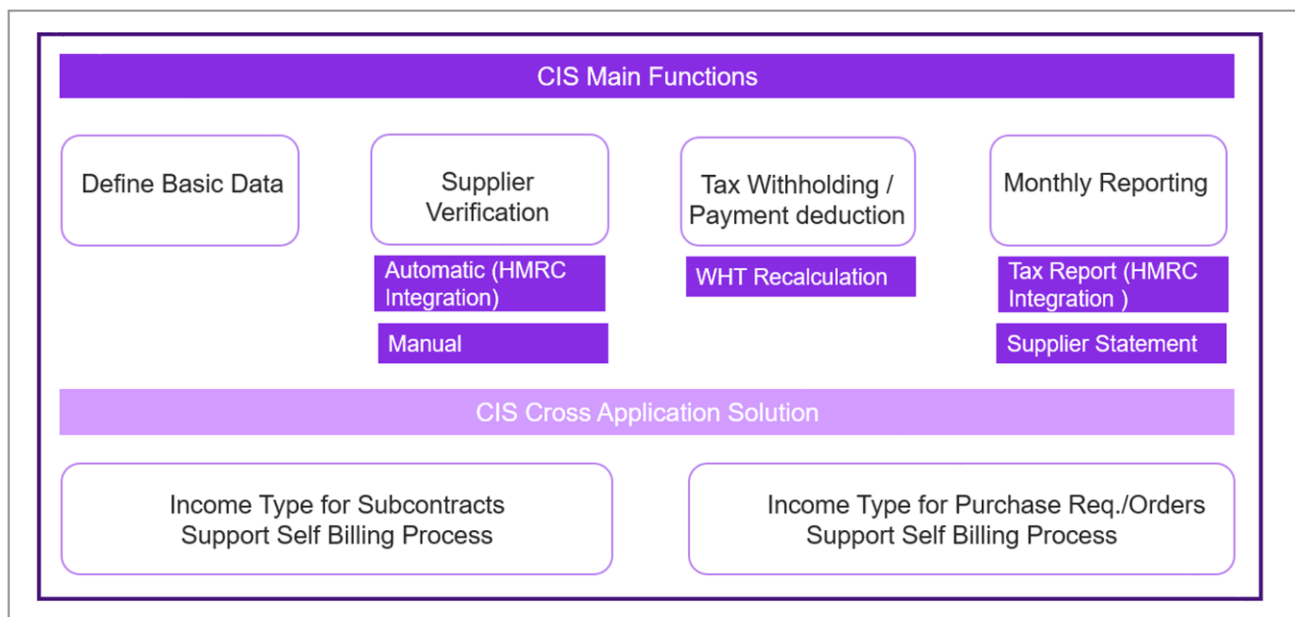 CIS Main Functions
Define Basic Data
Supplier
Verification
Automatic (HMRC
Integration)
Manual
Tax Withholding /
Payment deduction
WHT Recalculation
Monthly Reporting
Tax Report (HMRC
Integration )
Supplier Statement
CIS Cross Application Solution
Income Type for Subcontracts
Support Self Billing Process
Income Type for Purchase Req./Orders
Support Self Billing Process